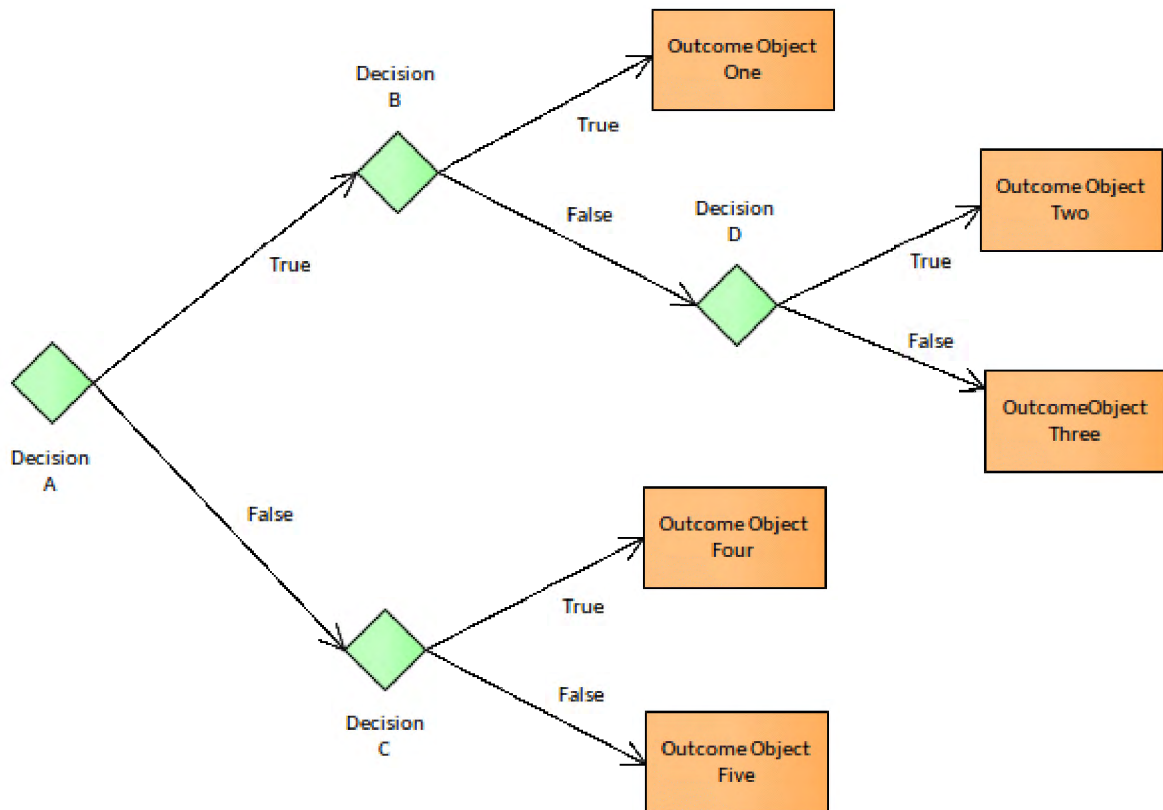 Outcome Object
One
Decision
B
True
Outcome Object
Two
False
Decision
D
True
True
False
OutcomeObject
Three
Decision
A
False
Outcome Object
Four
True
False
Decision
C
Outcome Object
Five